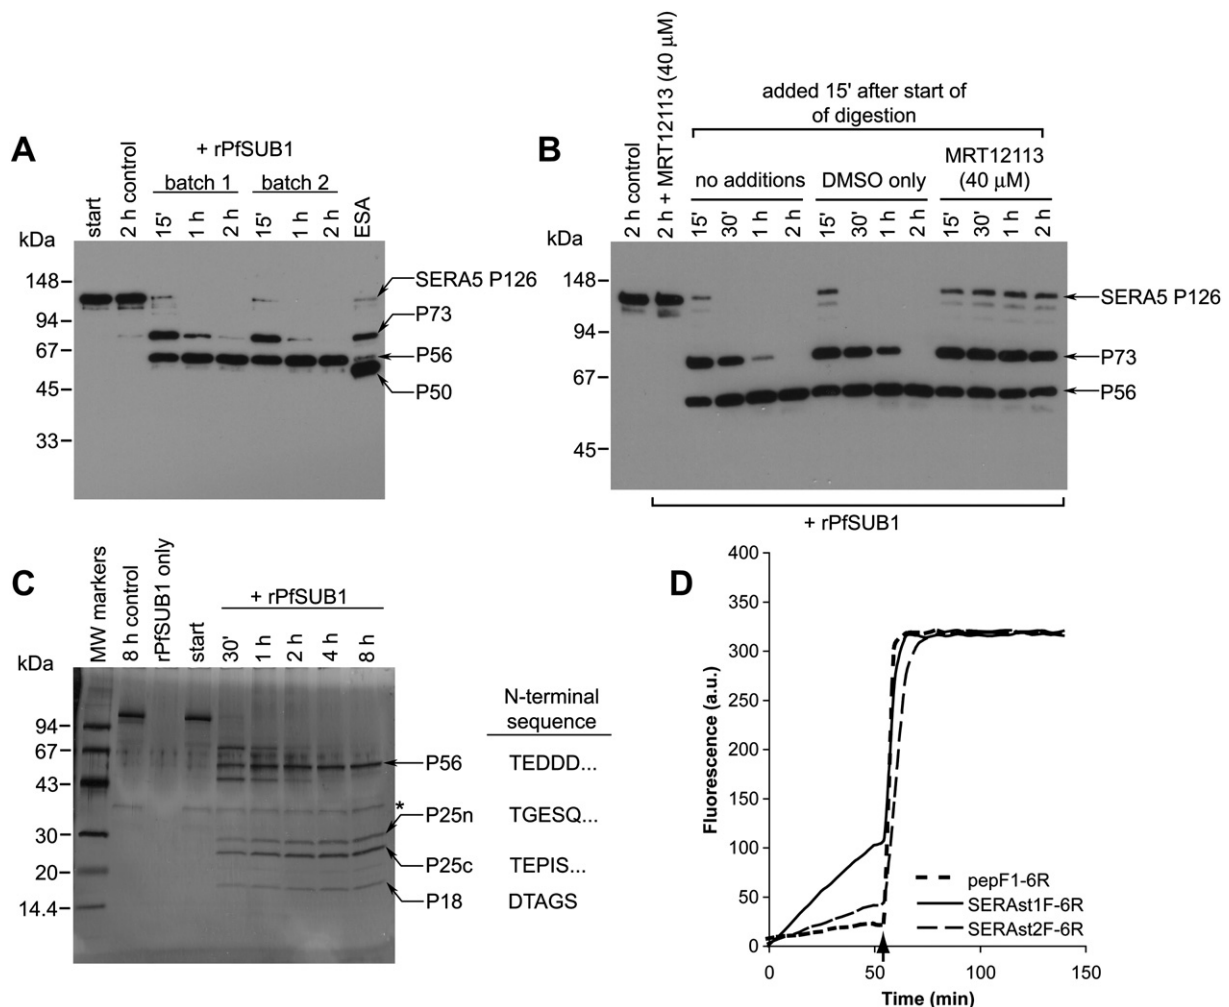 A
+ rPfSUB1
batch 1 batch 2
start
2 h control
15'
1 h
2 h
15'
1 h
2 h
ESA
kDa
148
94
67
45
33
SERA5 P126
P73
P56
P50
B
added 15' after start of
of digestion
no additions DMSO only MRT12113
(40 µM)
2 h control
2 h + MRT12113 (40 µM)
15'
30'
1 h
2 h
15'
30'
1 h
2 h
15'
30'
1 h
2 h
kDa
148
94
67
45
SERA5 P126
P73
P56
+ rPfSUB1
C
MW markers
8 h control
rPfSUB1 only
start
+ rPfSUB1
30'
1 h
2 h
4 h
8 h
kDa
94
67
43
30
20
14.4
N-terminal
sequence
P56 TEDDD...
*
P25n TGESQ...
P25c TEPIS...
P18 DTAGS
D
Fluorescence (a.u.)
400
350
300
250
200
150
100
50
0
pepF1-6R
SERAst1F-6R
SERAst2F-6R
0 50 100 150
Time (min)